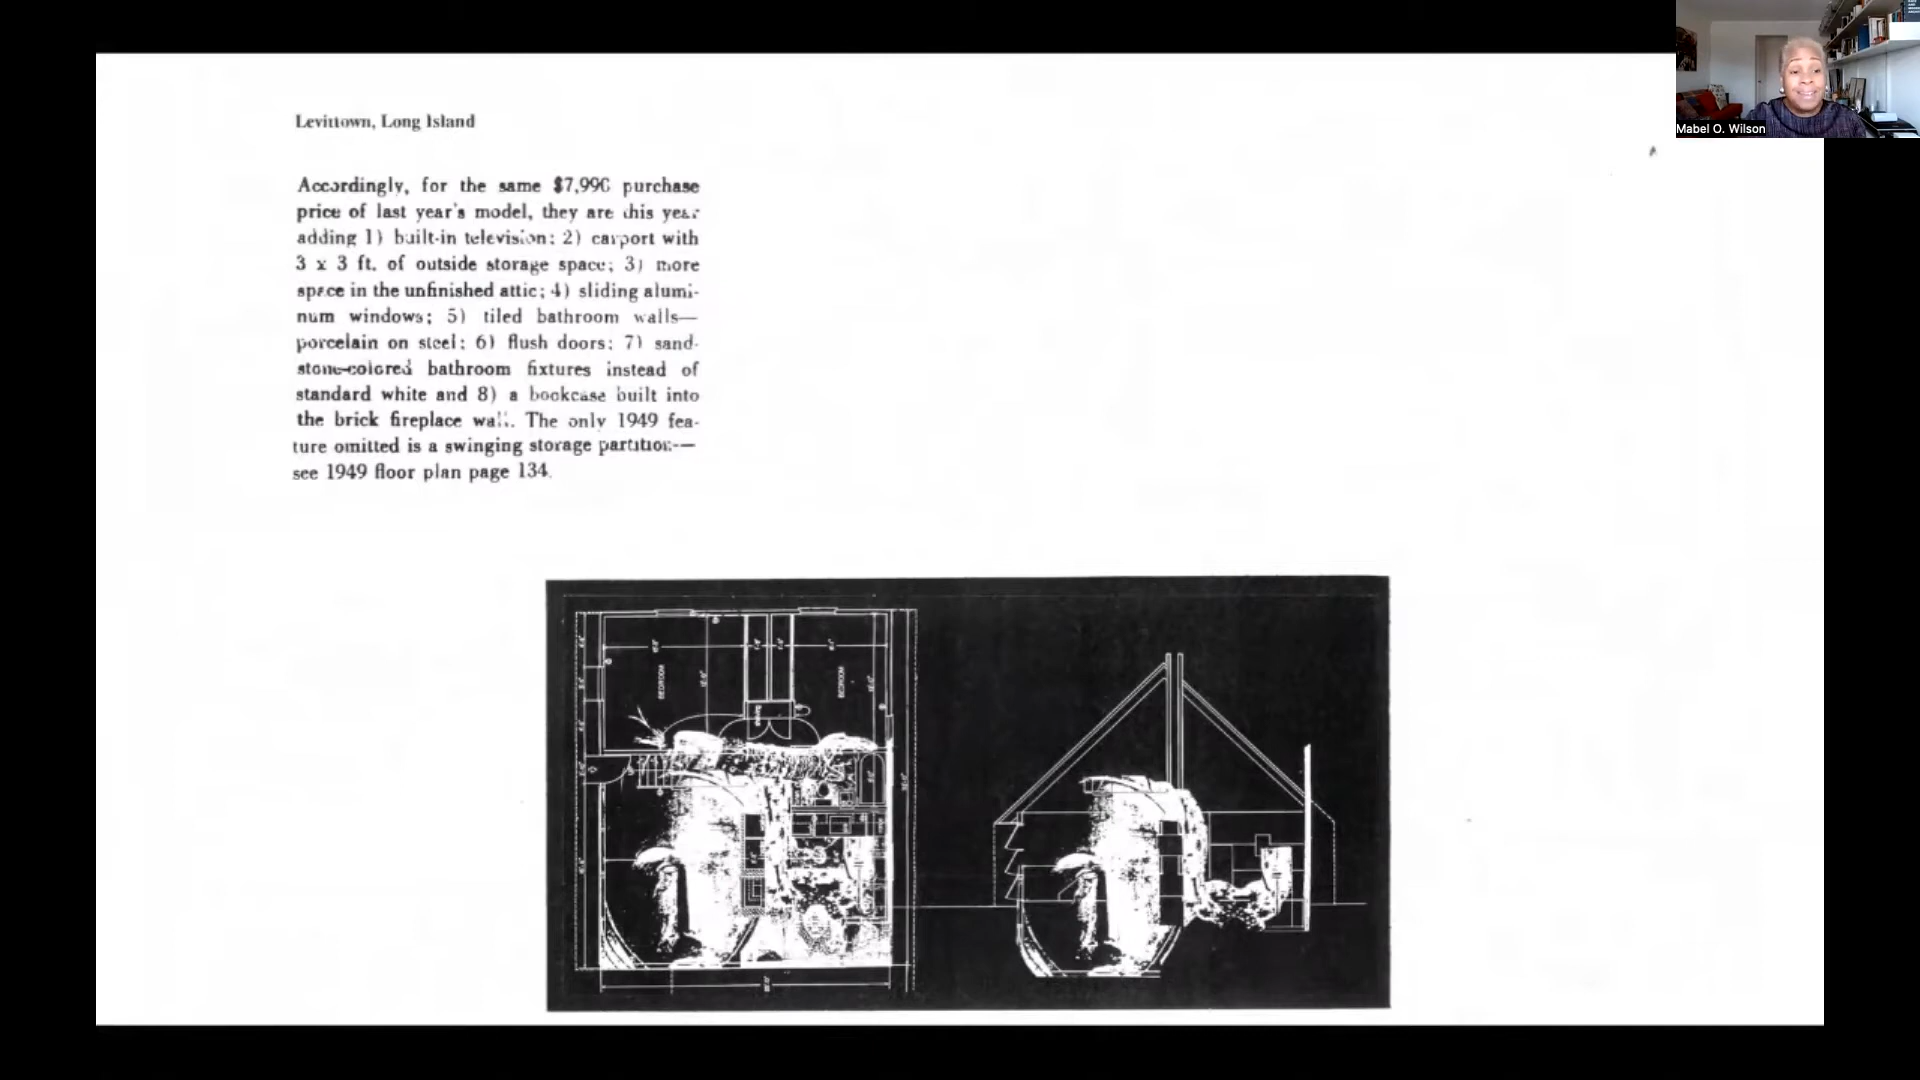 Mabel O. Wilson
Levittown, Long Island
Accordingly, for the same $7,990 purchase
price of last year's model, they are this year
adding 1) built-in television; 2) carport with
3 x 3 ft. of outside storage space; 3) more
space in the unfinished attic; 4) sliding alumi-
num windows; 5) tiled bathroom walls—
porcelain on steel; 6) flush doors; 7) sand-
stone-colored bathroom fixtures instead of
standard white and 8) a bookcase built into
the brick fireplace wall. The only 1949 fea-
ture omitted is a swinging storage partition—
see 1949 floor plan page 134.
BEDROOM
BEDROOM